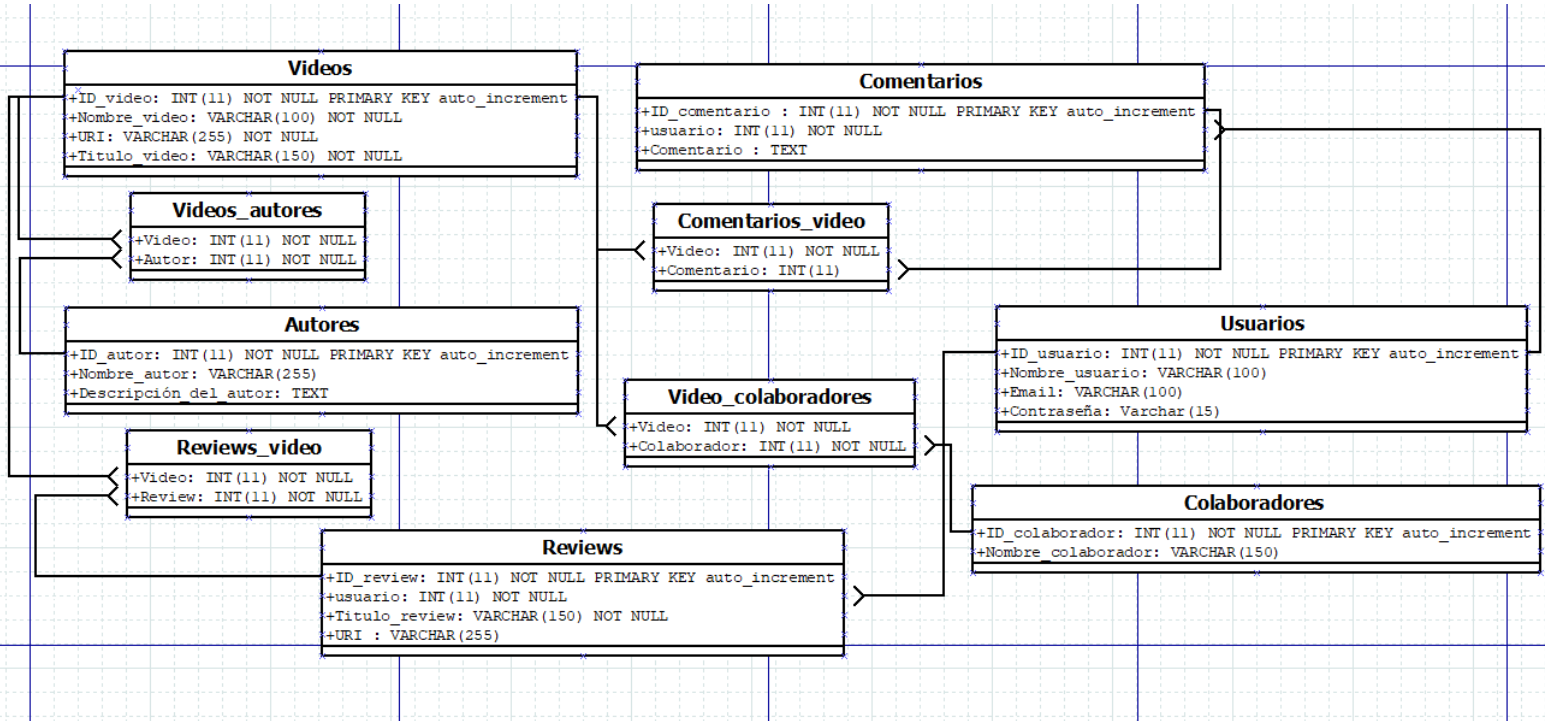 Videos
+ID_video: INT(11) NOT NULL PRIMARY KEY auto_increment
+Nombre_video: VARCHAR(100) NOT NULL
+URI: VARCHAR(255) NOT NULL
+Titulo_video: VARCHAR(150) NOT NULL
Comentarios
+ID_comentario : INT(11) NOT NULL PRIMARY KEY auto_increment
+usuario: INT(11) NOT NULL
+Comentario : TEXT
Videos_autores
+Video: INT(11) NOT NULL
+Autor: INT(11) NOT NULL
Comentarios_video
+Video: INT(11) NOT NULL
+Comentario: INT(11)
Autores
+ID_autor: INT(11) NOT NULL PRIMARY KEY auto_increment
+Nombre_autor: VARCHAR(255)
+Descripción_del_autor: TEXT
Usuarios
+ID_usuario: INT(11) NOT NULL PRIMARY KEY auto_increment
+Nombre_usuario: VARCHAR(100)
+Email: VARCHAR(100)
+Contraseña: Varchar(15)
Video_colaboradores
+Video: INT(11) NOT NULL
+Colaborador: INT(11) NOT NULL
Reviews_video
+Video: INT(11) NOT NULL
+Review: INT(11) NOT NULL
Colaboradores
+ID_colaborador: INT(11) NOT NULL PRIMARY KEY auto_increment
+Nombre_colaborador: VARCHAR(150)
Reviews
+ID_review: INT(11) NOT NULL PRIMARY KEY auto_increment
+usuario: INT(11) NOT NULL
+Titulo_review: VARCHAR(150) NOT NULL
+URI : VARCHAR(255)